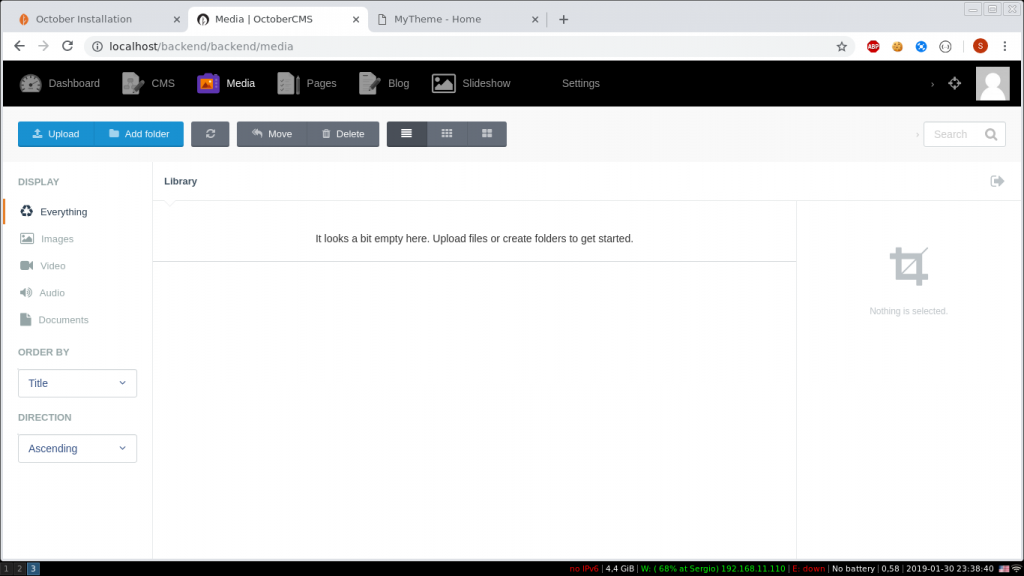 October Installation
Media | OctoberCMS
MyTheme - Home
localhost/backend/backend/media
ABP
S
Dashboard
CMS
Media
Pages
Blog
Slideshow
Settings
Upload
Add folder
Move
Delete
Search
DISPLAY
Library
Everything
Images
Video
Audio
Documents
It looks a bit empty here. Upload files or create folders to get started.
Nothing is selected.
ORDER BY
Title
DIRECTION
Ascending
1 2 3
no IPv6 | 4,4 GiB | W: ( 68% at Sergio) 192.168.11.110 | E: down | No battery | 0,58 | 2019-01-30 23:38:40